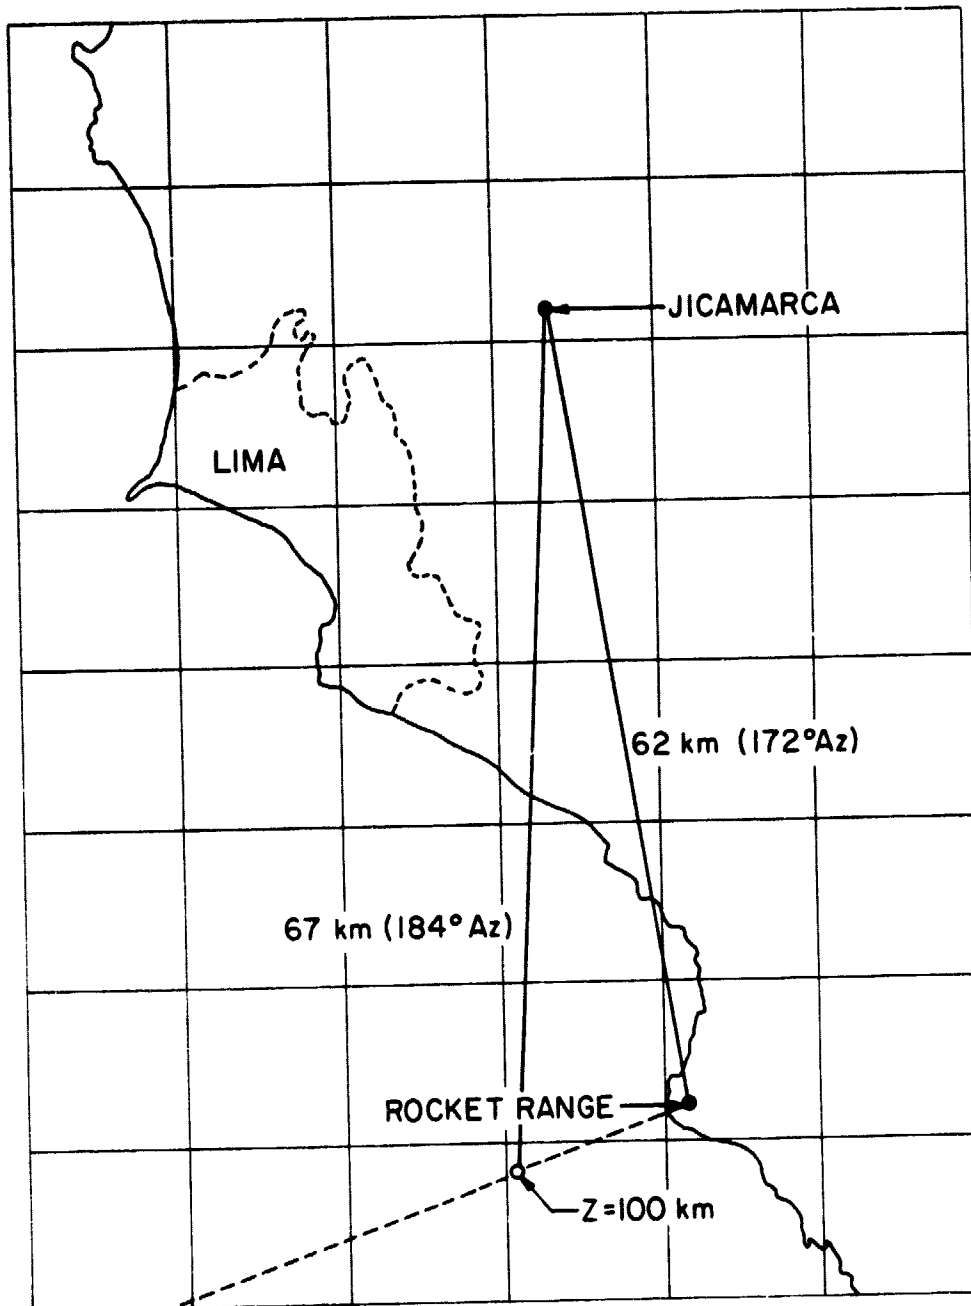 JICAMARCA
LIMA
62 km (172° Az)
67 km (184° Az)
ROCKET RANGE
Z=100 km